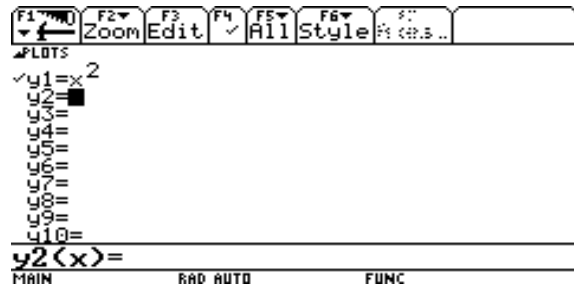 F1 F2 Zoom F3 Edit F4 ✓ F5 All F6 Style F7
PLOTS
✓y1=x²
y2=
y3=
y4=
y5=
y6=
y7=
y8=
y9=
y10=
y2(x)=
MAIN RAD AUTO FUNC